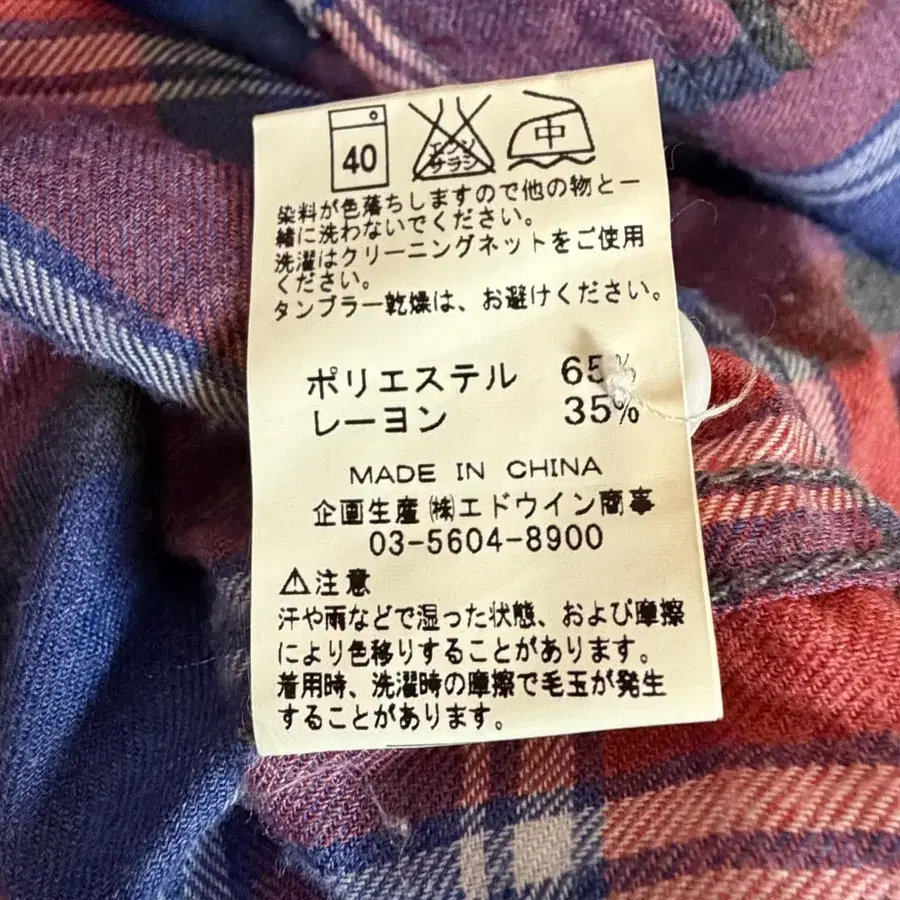 40
エンソ
サラシ
中
染料が色落ちしますので他の物と一
緒に洗わないでください。
洗濯はクリーニングネットをご使用
ください。
タンブラー乾燥は、お避けください。
ポリエステル 65%
レーヨン 35%
MADE IN CHINA
企画生産 ㈱エドウイン商事
03-5604-8900
⚠注意
汗や雨などで湿った状態、および摩擦
により色移りすることがあります。
着用時、洗濯時の摩擦で毛玉が発生
することがあります。